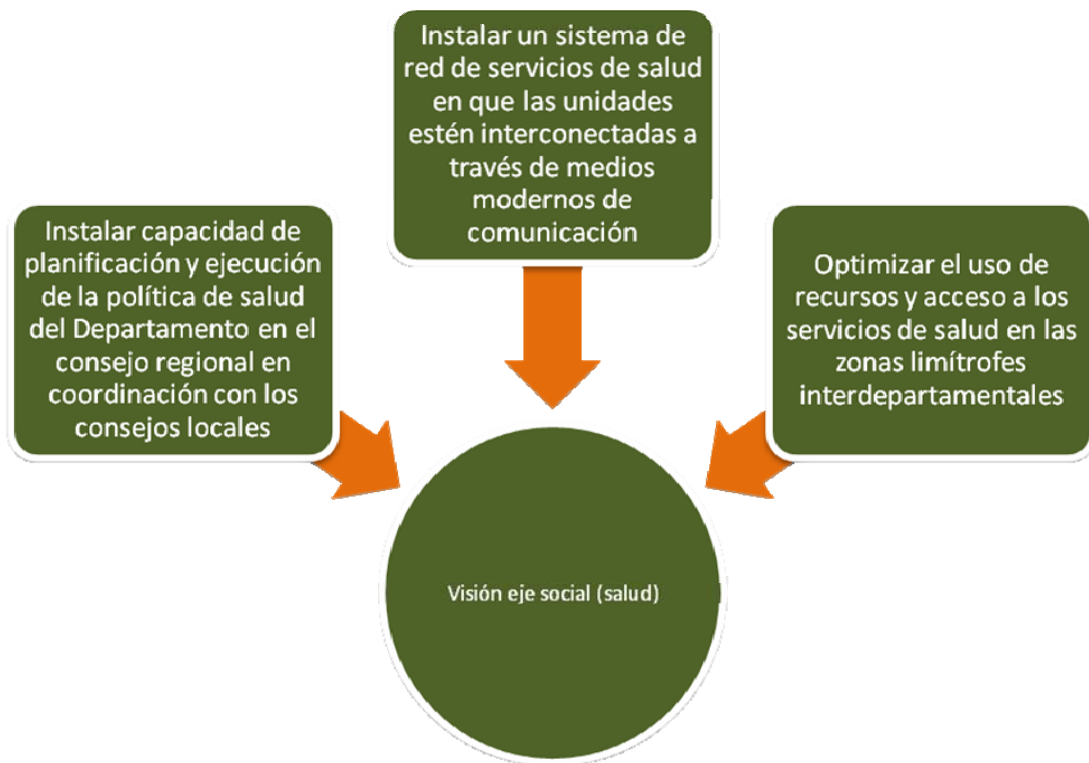 Instalar un sistema de
red de servicios de salud
en que las unidades
estén interconectadas a
través de medios
modernos de
comunicación
Instalar capacidad de
planificación y ejecución
de la política de salud
del Departamento en el
consejo regional en
coordinación con los
consejos locales
Optimizar el uso de
recursos y acceso a los
servicios de salud en las
zonas limítrofes
interdepartamentales
Visión eje social (salud)